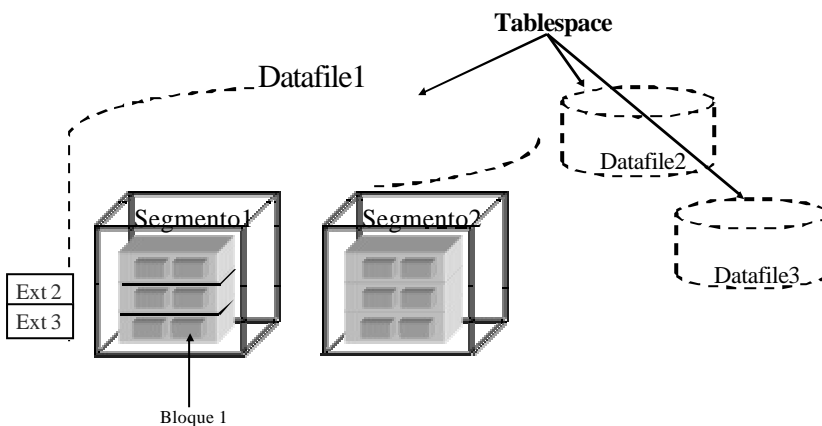 Tablespace
Datafile1
Datafile2
Segmento1
Segmento2
Datafile3
Ext 2
Ext 3
Bloque 1